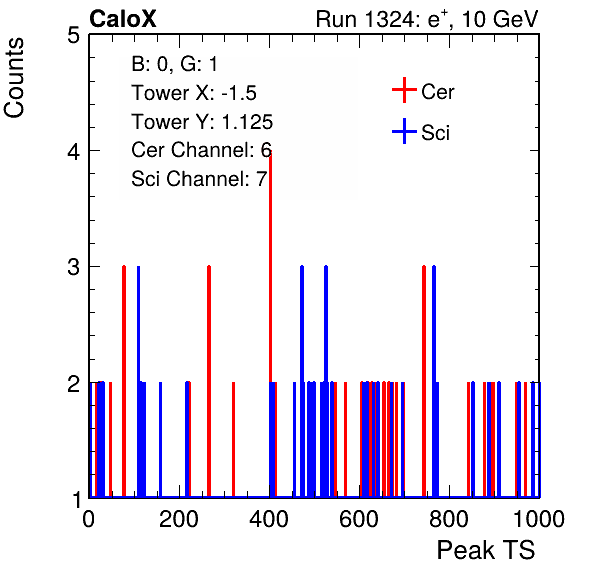 CaloX Run 1324: e⁺, 10 GeV
Counts
5
4
3
2
1
B: 0, G: 1
Tower X: -1.5
Tower Y: 1.125
Cer Channel: 6
Sci Channel: 7
Cer
Sci
0 200 400 600 800 1000
Peak TS